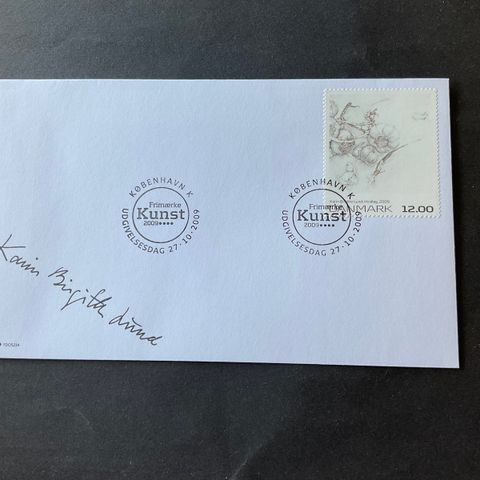 KØBENHAVN K
Frimærke
Kunst
2009
UDGIVELSESDAG 27-10-2009
KØBENHAVN K
Frimærke
Kunst
2009
UDGIVELSESDAG 27-10-2009
DANMARK 12.00
Karin Birgitte Lund